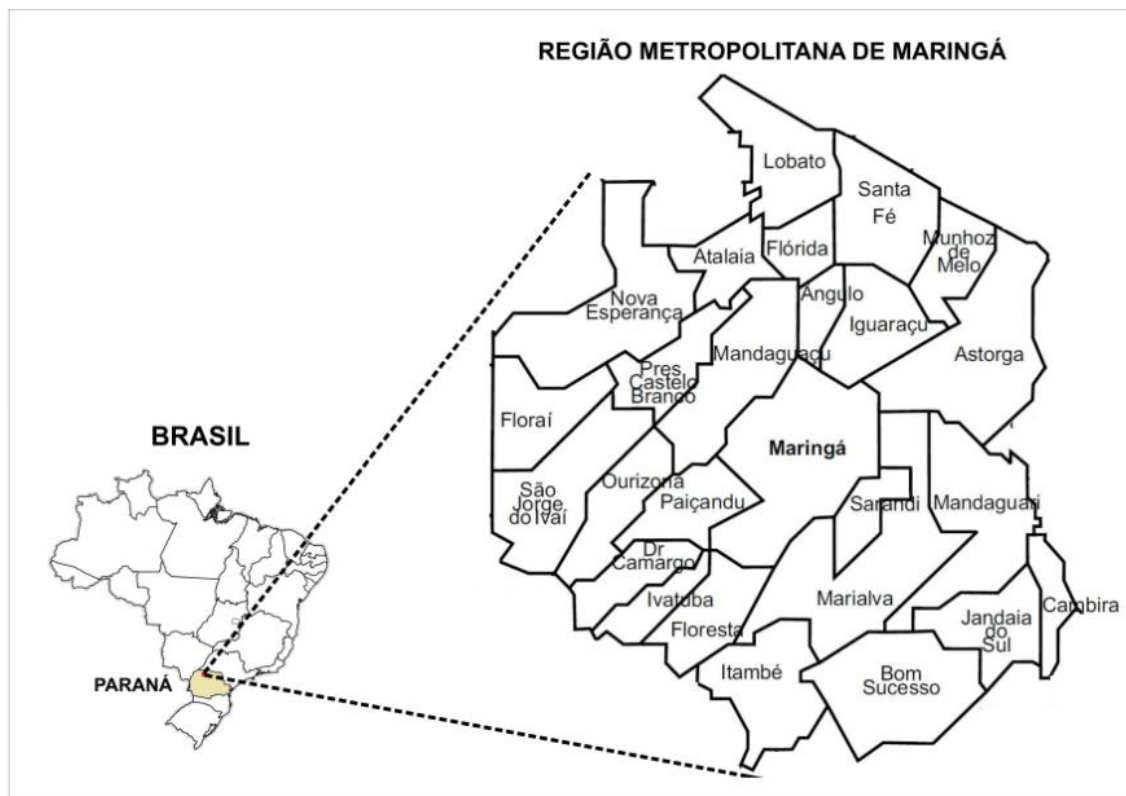 REGIÃO METROPOLITANA DE MARINGÁ
Lobato
Santa
Fé
Munhoz
de
Melo
Flórida
Atalaia
Ângulo
Nova
Esperança
Iguaraçu
Mandaguaçu
Astorga
Pres
Castelo
Branco
Floraí
BRASIL
Maringá
São
Jorge
do Ivaí
Ourizona
Paiçandu
Sarandi
Mandaguari
Dr
Camargo
Ivatuba
Marialva
Cambira
Floresta
Jandaia
do
Sul
Itambé
Bom
Sucesso
PARANÁ